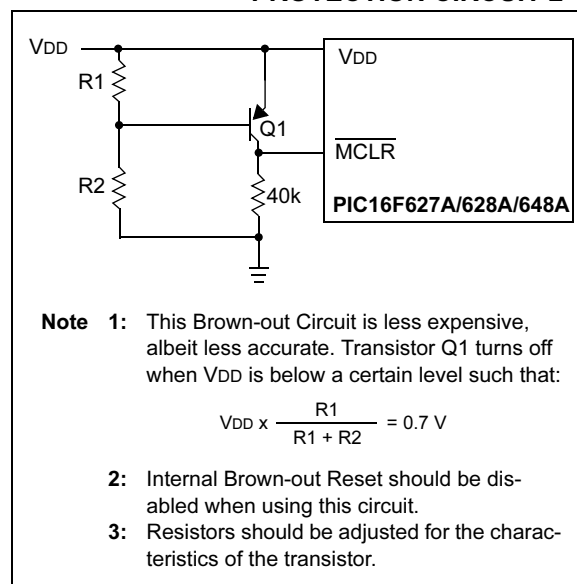 VDD
VDD
R1
Q1
MCLR
R2
40k
PIC16F627A/628A/648A
Note 1: This Brown-out Circuit is less expensive,
albeit less accurate. Transistor Q1 turns off
when VDD is below a certain level such that:
VDD x R1 / R1 + R2 = 0.7 V
2: Internal Brown-out Reset should be dis-
abled when using this circuit.
3: Resistors should be adjusted for the charac-
teristics of the transistor.